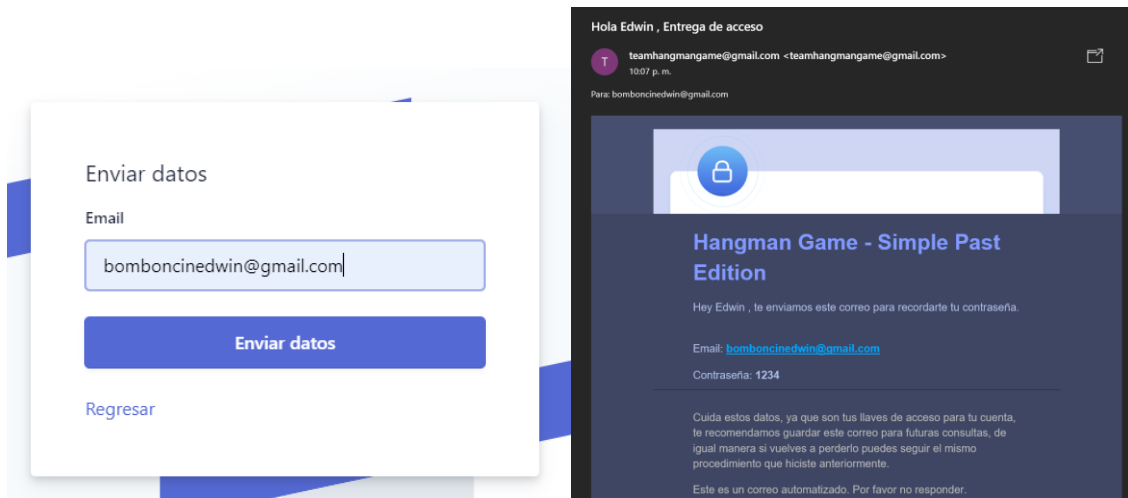 Enviar datos
Email
bomboncinedwin@gmail.com
Enviar datos
Regresar
Hola Edwin , Entrega de acceso
T
teamhangmangame@gmail.com <teamhangmangame@gmail.com>
10:07 p. m.
Para: bomboncinedwin@gmail.com
Hangman Game - Simple Past
Edition
Hey Edwin , te enviamos este correo para recordarte tu contraseña.
Email: bomboncinedwin@gmail.com
Contraseña: 1234
Cuida estos datos, ya que son tus llaves de acceso para tu cuenta,
te recomendamos guardar este correo para futuras consultas, de
igual manera si vuelves a perderlo puedes seguir el mismo
procedimiento que hiciste anteriormente.
Este es un correo automatizado. Por favor no responder.